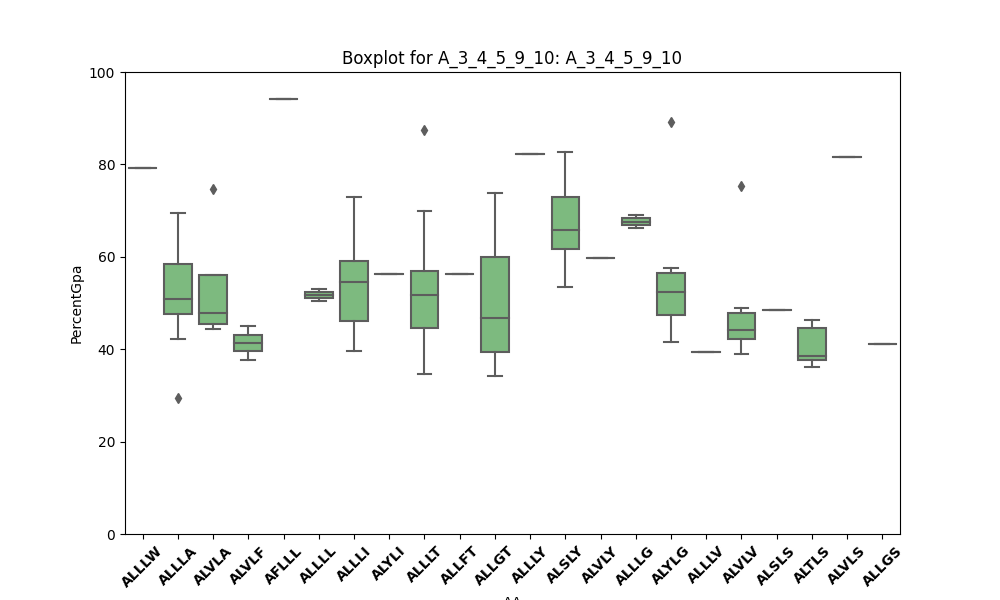 Boxplot for A_3_4_5_9_10: A_3_4_5_9_10
100
80
60
40
20
0
PercentGpa
ALLLW ALLLA ALVLA ALVLF AFLLL ALLLL ALLLI ALYLI ALLLT ALLFT ALLGT ALLLY ALSLY ALVLY ALLLG ALYLG ALLLV ALVLV ALSLS ALTLS ALVLS ALLGS